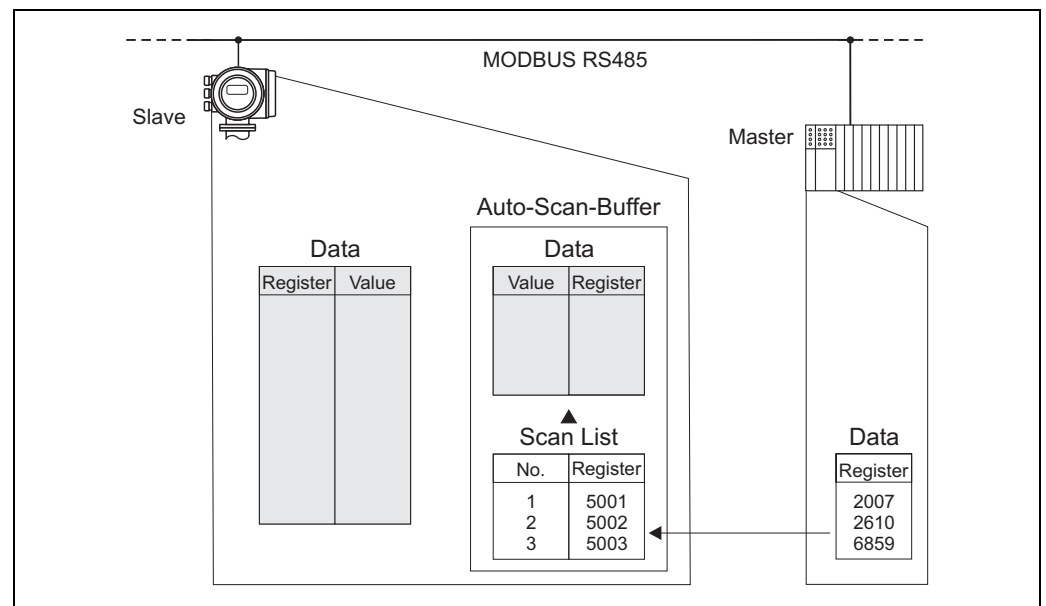 MODBUS RS485
Slave
Master
Auto-Scan-Buffer
Data
Register Value
Data
Value Register
Scan List
No. Register
1 5001
2 5002
3 5003
Data
Register
2007
2610
6859